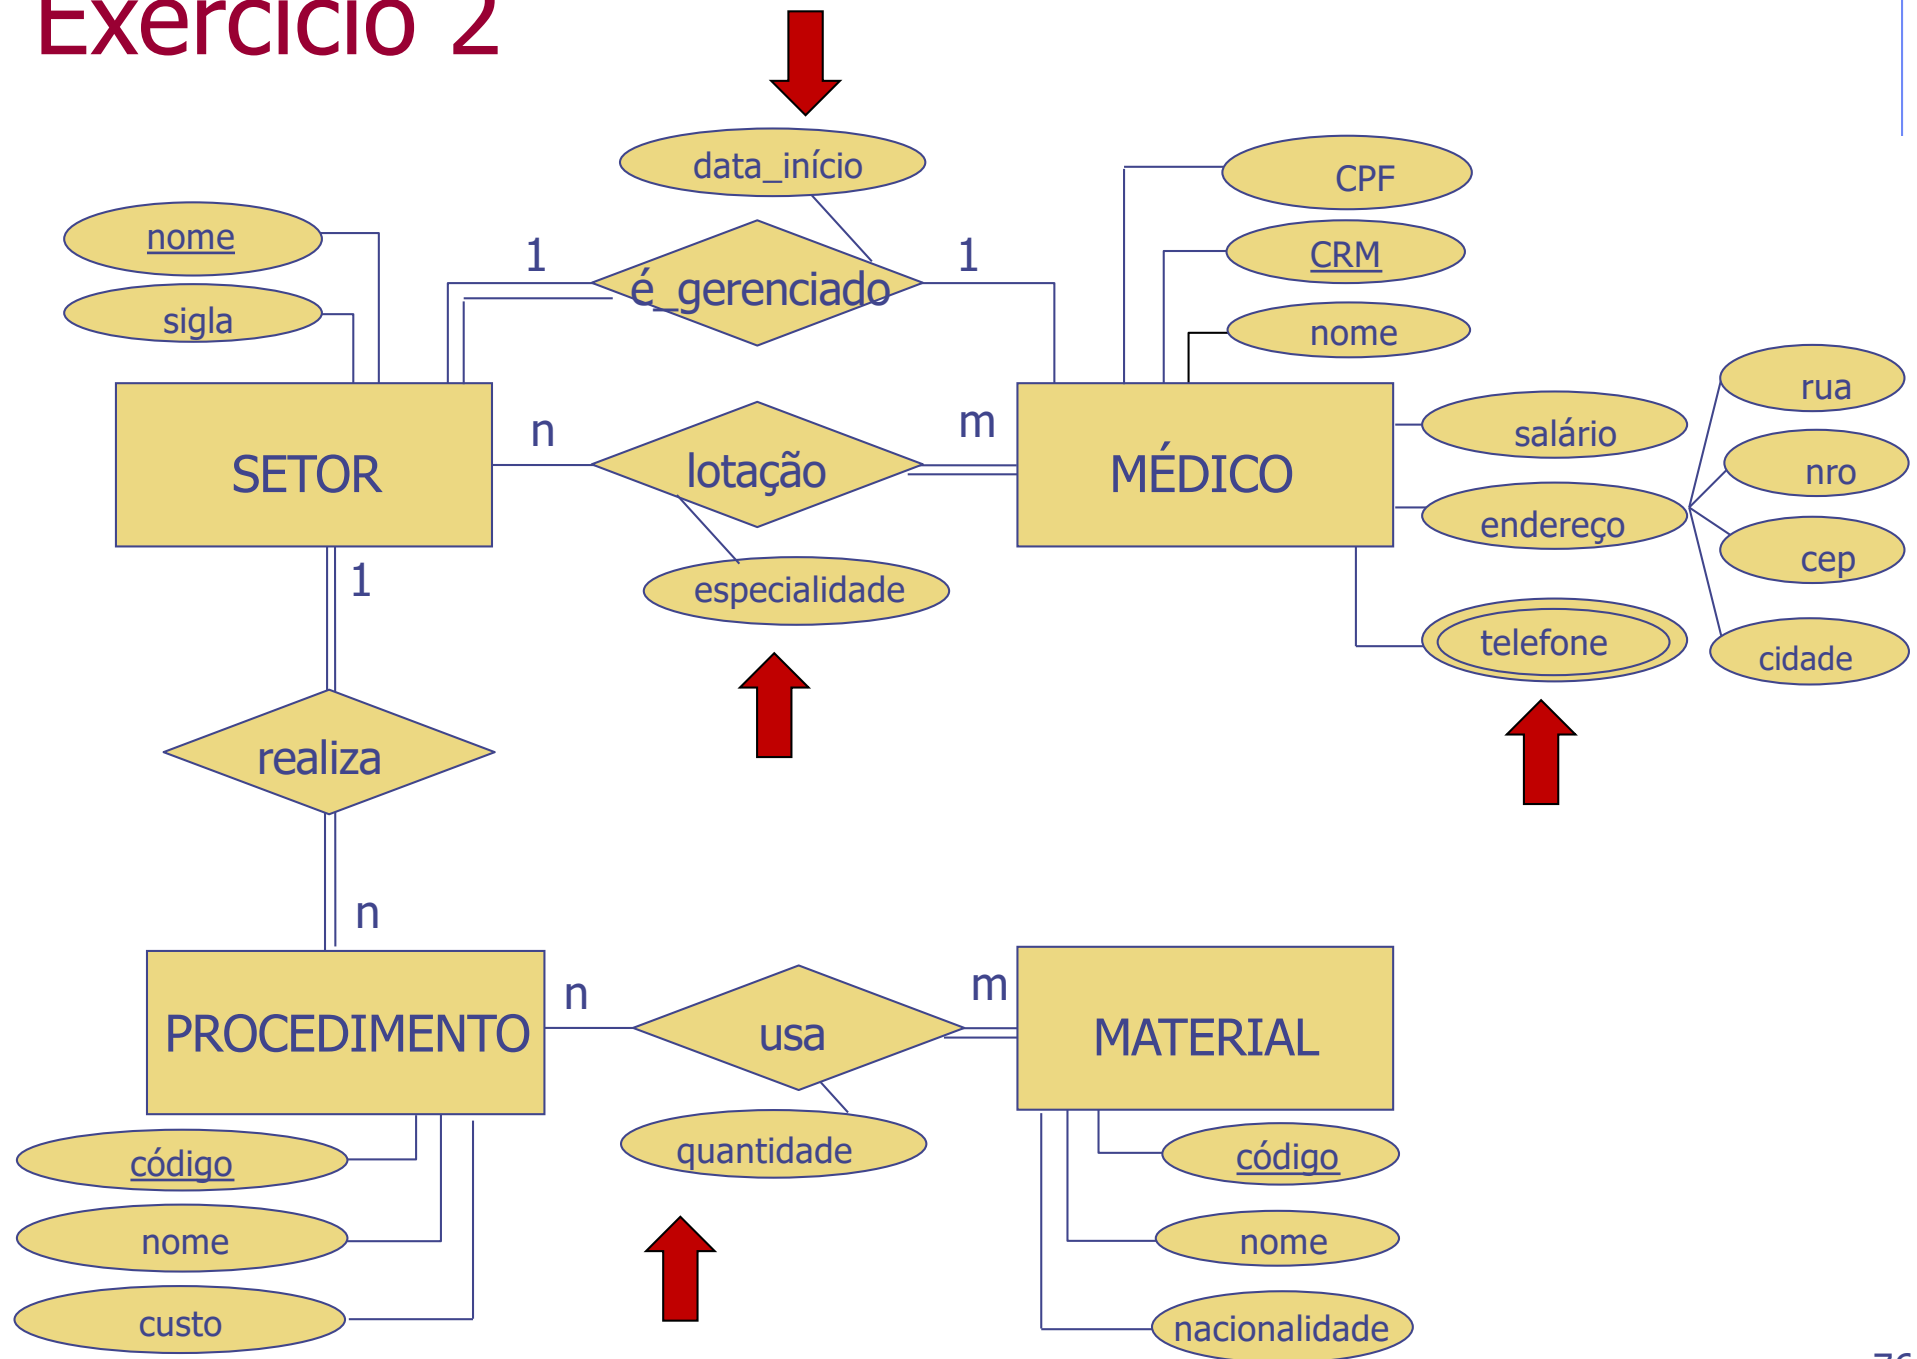 Exercício 2
data_início
CPF
nome
1
1
CRM
é_gerenciado
sigla
nome
rua
n
m
salário
SETOR
lotação
MÉDICO
nro
endereço
cep
1
especialidade
telefone
cidade
realiza
n
n
m
PROCEDIMENTO
usa
MATERIAL
código
quantidade
código
nome
nome
custo
nacionalidade